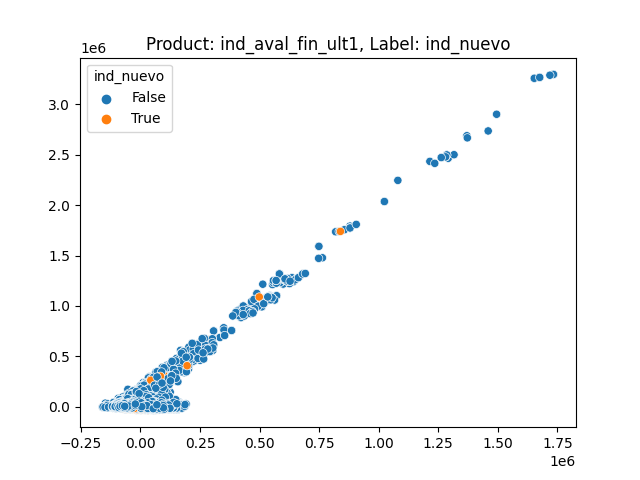 Product: ind_aval_fin_ult1, Label: ind_nuevo
1e6
ind_nuevo
False
True
3.0
2.5
2.0
1.5
1.0
0.5
0.0
−0.25 0.00 0.25 0.50 0.75 1.00 1.25 1.50 1.75
1e6